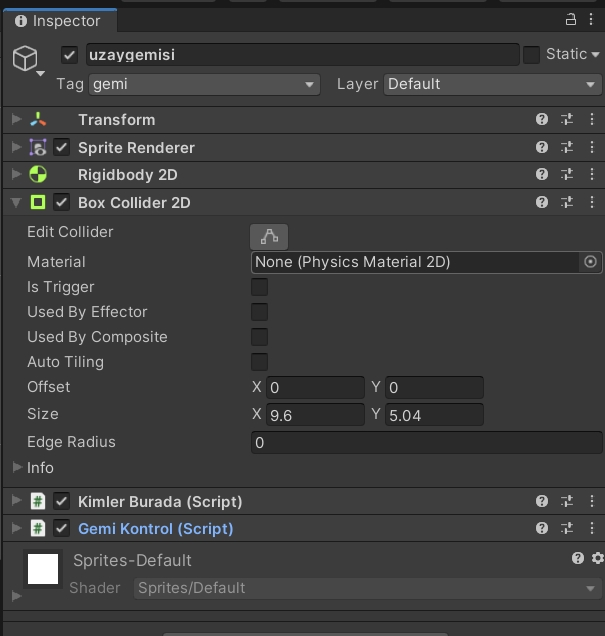 Inspector
uzaygemisi Static
Tag gemi Layer Default
Transform
Sprite Renderer
Rigidbody 2D
Box Collider 2D
Edit Collider
Material None (Physics Material 2D)
Is Trigger
Used By Effector
Used By Composite
Auto Tiling
Offset X 0 Y 0
Size X 9.6 Y 5.04
Edge Radius 0
Info
# Kimler Burada (Script)
# Gemi Kontrol (Script)
Sprites-Default
Shader Sprites/Default